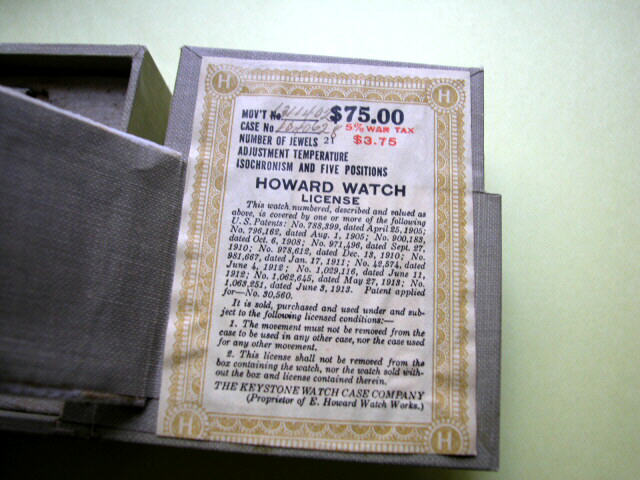 H H
MOV'T No. $75.00
CASE No. 5% WAR TAX
NUMBER OF JEWELS 21 $3.75
ADJUSTMENT TEMPERATURE
ISOCHRONISM AND FIVE POSITIONS
HOWARD WATCH
LICENSE
This watch numbered, described and valued as
above, is covered by one or more of the following
U. S. Patents: No. 788,399, dated April 25, 1905;
No. 796,162, dated Aug. 1, 1905; No. 900,183,
dated Oct. 6, 1908; No. 971,496, dated Sept. 27,
1910; No. 978,612, dated Dec. 13, 1910; No.
981,667, dated Jan. 17, 1911; No. 42,574, dated
June 4, 1912; No. 1,029,116, dated June 11,
1912; No. 1,062,645, dated May 27, 1913; No.
1,063,251, dated June 3, 1913. Patent applied
for—No. 30,560.
It is sold, purchased and used under and sub-
ject to the following licensed conditions:—
1. The movement must not be removed from the
case to be used in any other case, nor the case used
for any other movement.
2. This license shall not be removed from the
box containing the watch, nor the watch sold with-
out the box and license contained therein.
THE KEYSTONE WATCH CASE COMPANY
(Proprietor of E. Howard Watch Works.)
H H